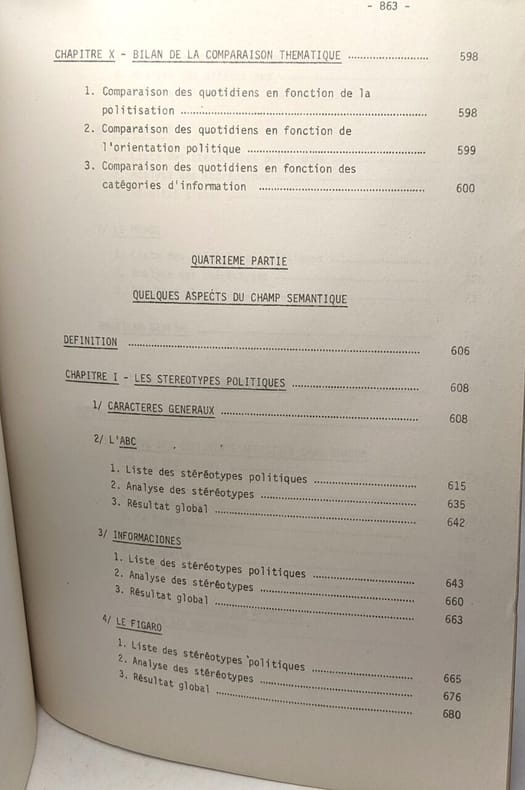 - 863 -
CHAPITRE X - BILAN DE LA COMPARAISON THEMATIQUE ........................ 598
1. Comparaison des quotidiens en fonction de la
politisation ........................ 598
2. Comparaison des quotidiens en fonction de
l'orientation politique ........................ 599
3. Comparaison des quotidiens en fonction des
catégories d'information ........................ 600
QUATRIEME PARTIE
QUELQUES ASPECTS DU CHAMP SEMANTIQUE
DEFINITION ........................ 606
CHAPITRE I - LES STEREOTYPES POLITIQUES ........................ 608
1/ CARACTERES GENERAUX ........................ 608
2/ L'ABC
1. Liste des stéréotypes politiques ........................ 615
2. Analyse des stéréotypes ........................ 635
3. Résultat global ........................ 642
3/ INFORMACIONES
1. Liste des stéréotypes politiques ........................ 643
2. Analyse des stéréotypes ........................ 660
3. Résultat global ........................ 663
4/ LE FIGARO
1. Liste des stéréotypes politiques ........................ 665
2. Analyse des stéréotypes ........................ 676
3. Résultat global ........................ 680